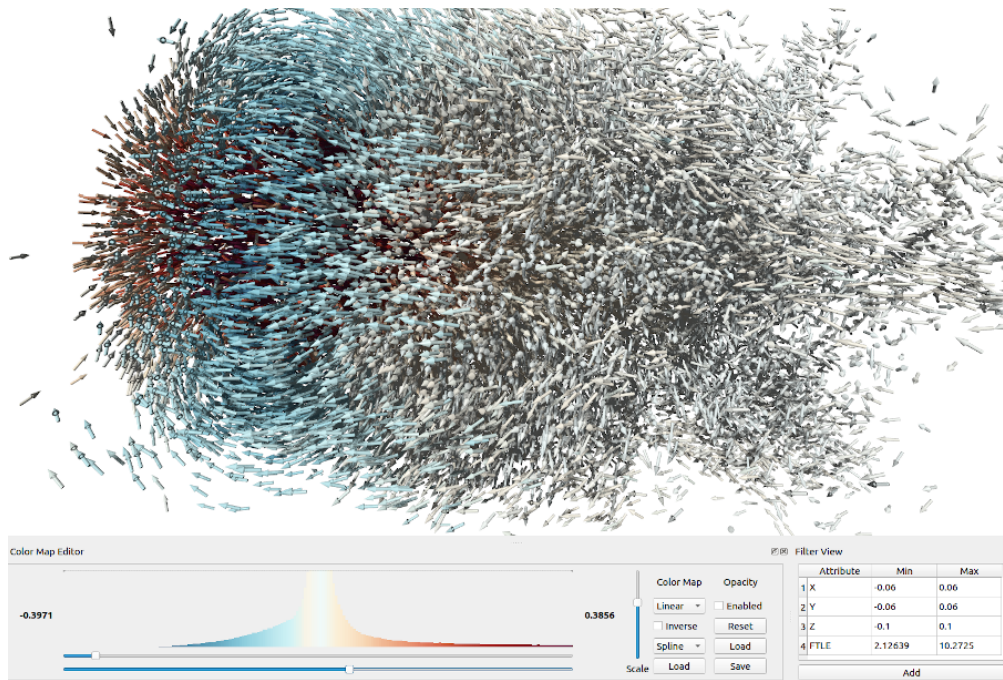 Color Map Editor
-0.3971
0.3856
Scale
Color Map Opacity
Linear Enabled
Inverse Reset
Spline Load
Load Save
Filter View
Attribute Min Max
1 X -0.06 0.06
2 Y -0.06 0.06
3 Z -0.1 0.1
4 FTLE 2.12639 10.2725
Add